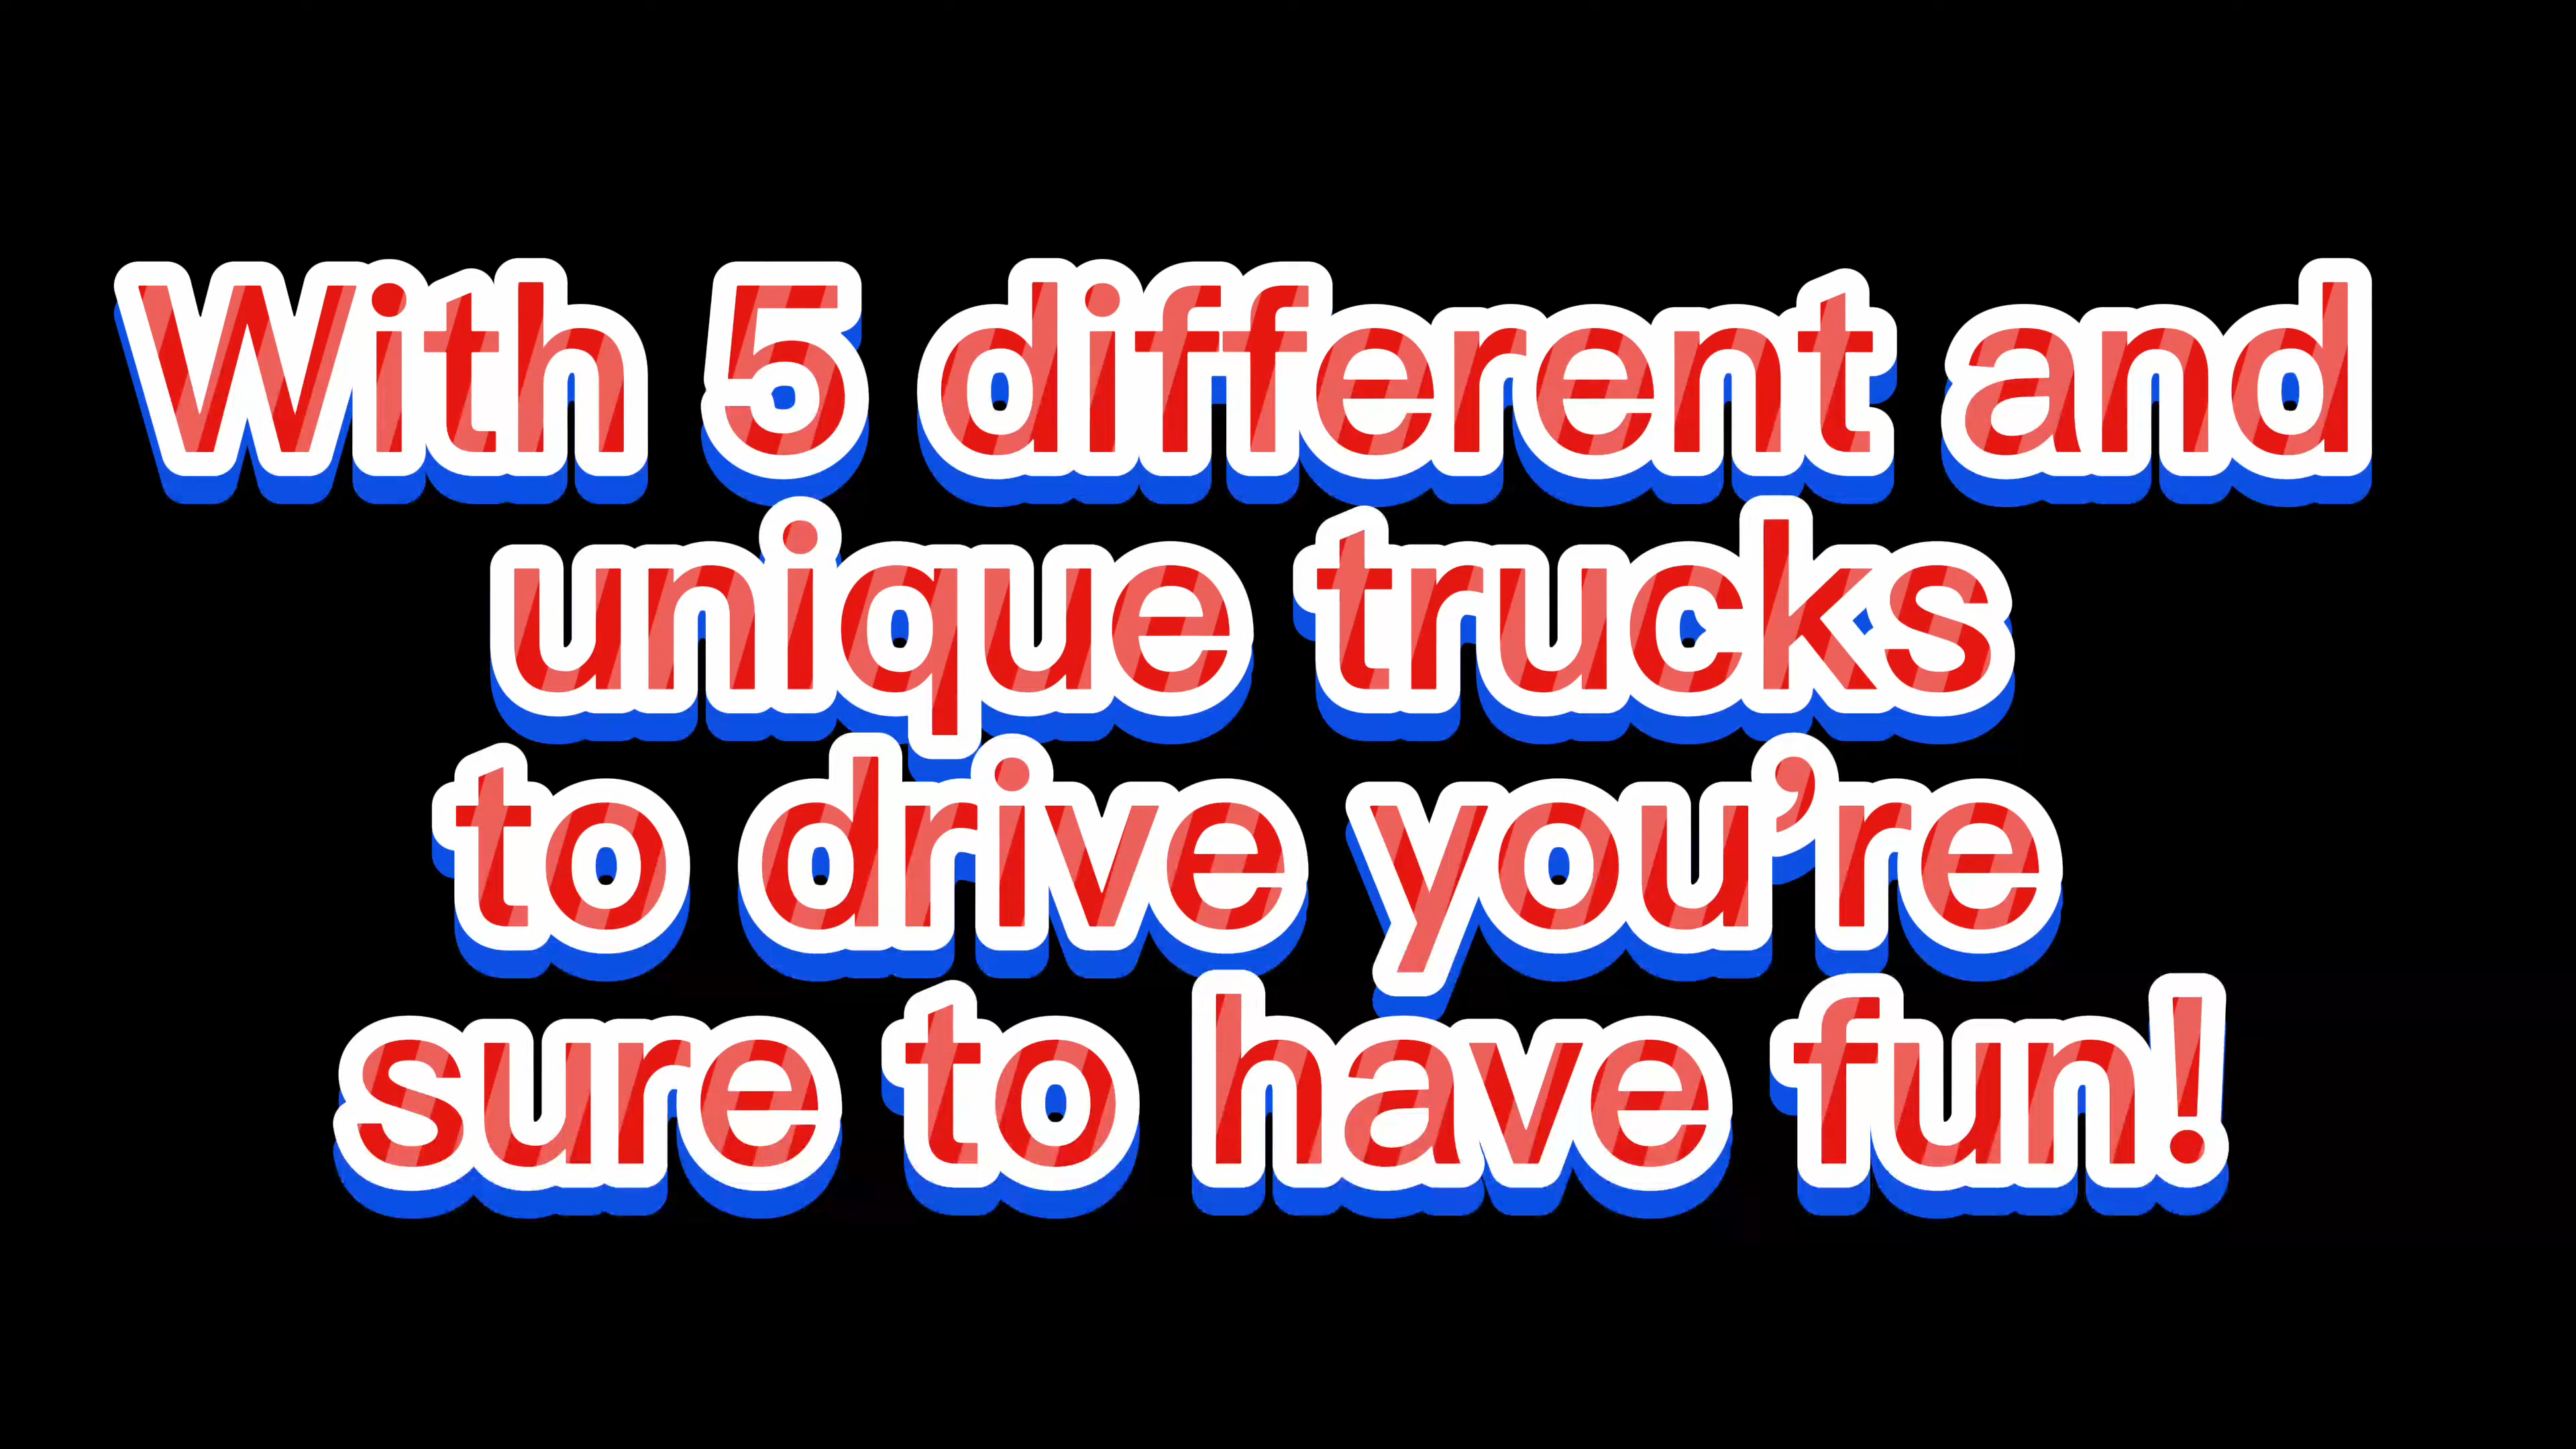 With 5 different and
unique trucks
to drive you’re
sure to have fun!